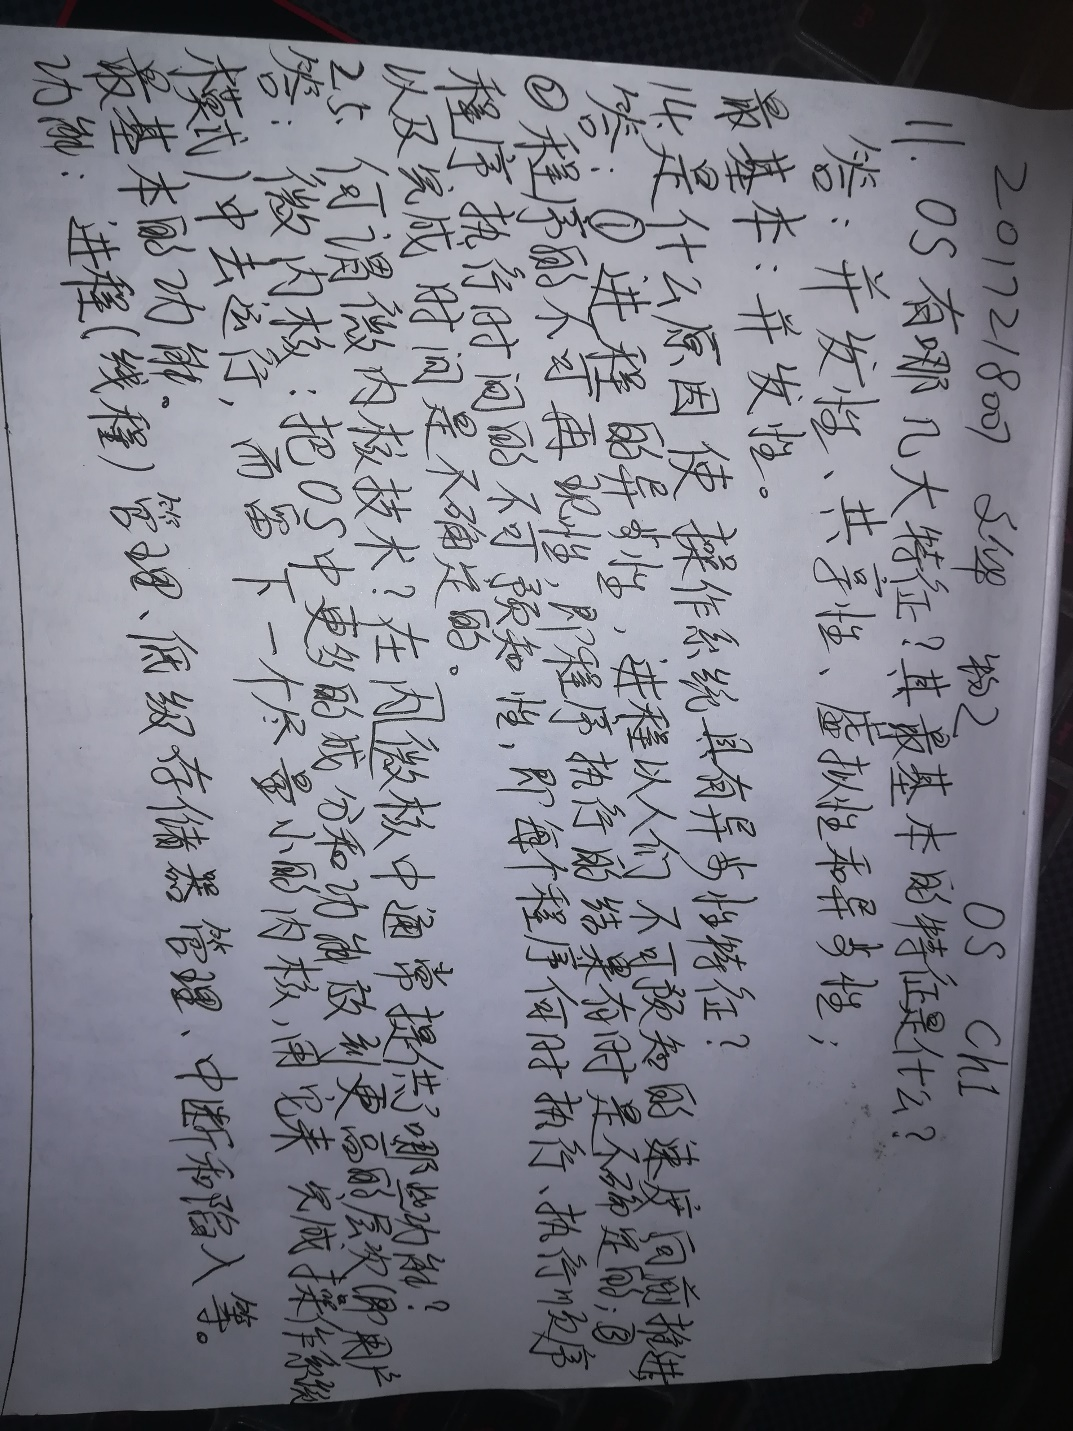 201721800 数2 OS Ch1
11. OS有哪几大特征?其最基本的特征是什么?
答:并发性、共享性、虚拟性和异步性;
最基本:并发性。
14.是什么原因使操作系统具有异步性特征?
答:①进程的异步性,进程以人们不可预知的速度向前推进
②程序的不可再现性,即程序执行的结果有时是不确定的;③
程序执行时间的不可预知性,即每个程序何时执行、执行顺序
以及完成时间是不确定的。
25.何谓微内核技术?在内微核中通常提供了哪些功能?
答:微内核:把OS中更多的成分和功能放到更高的层次(即用户
模式)中去运行,而留下一个尽量小的内核,用它来完成操作系统
最基本的功能。
功能:进程(线程)管理、低级存储器管理、中断和陷入等。